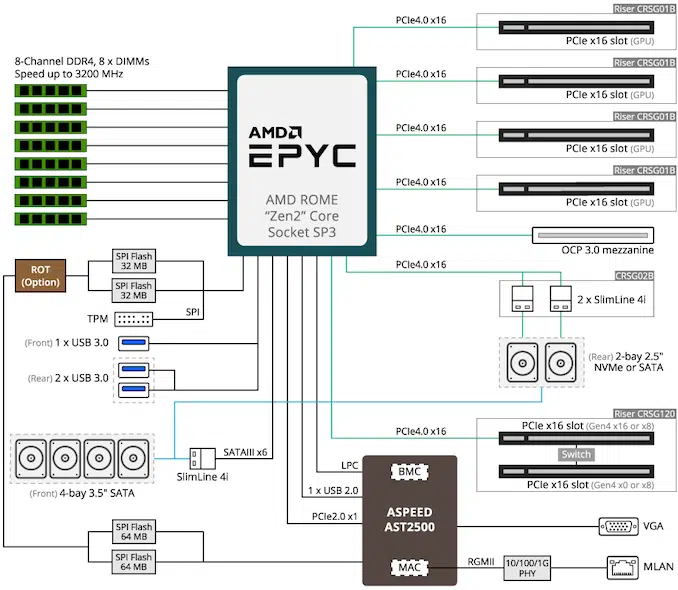 Riser CRSG01B
PCIe4.0 x16
PCIe x16 slot (GPU)
8-Channel DDR4, 8 x DIMMs
Speed up to 3200 MHz
Riser CRSG01B
PCIe4.0 x16
PCIe x16 slot (GPU)
Riser CRSG01B
PCIe4.0 x16
PCIe x16 slot (GPU)
AMD
EPYC
AMD ROME
“Zen2” Core
Socket SP3
Riser CRSG01B
PCIe4.0 x16
PCIe x16 slot (GPU)
PCIe4.0 x16
OCP 3.0 mezzanine
PCIe4.0 x16
CRSG02B
2 x SlimLine 4i
(Rear) 2-bay 2.5"
NVMe or SATA
ROT
(Option)
SPI Flash
32 MB
SPI Flash
32 MB
SPI
TPM
(Front) 1 x USB 3.0
(Rear) 2 x USB 3.0
Riser CRSG120
PCIe4.0 x16
PCIe x16 slot (Gen4 x16 or x8)
Switch
PCIe x16 slot (Gen4 x0 or x8)
SATAIII x6
SlimLine 4i
(Front) 4-bay 3.5" SATA
LPC
BMC
1 x USB 2.0
PCIe2.0 x1
ASPEED
AST2500
VGA
SPI Flash
64 MB
SPI Flash
64 MB
MAC
RGMII
10/100/1G
PHY
MLAN